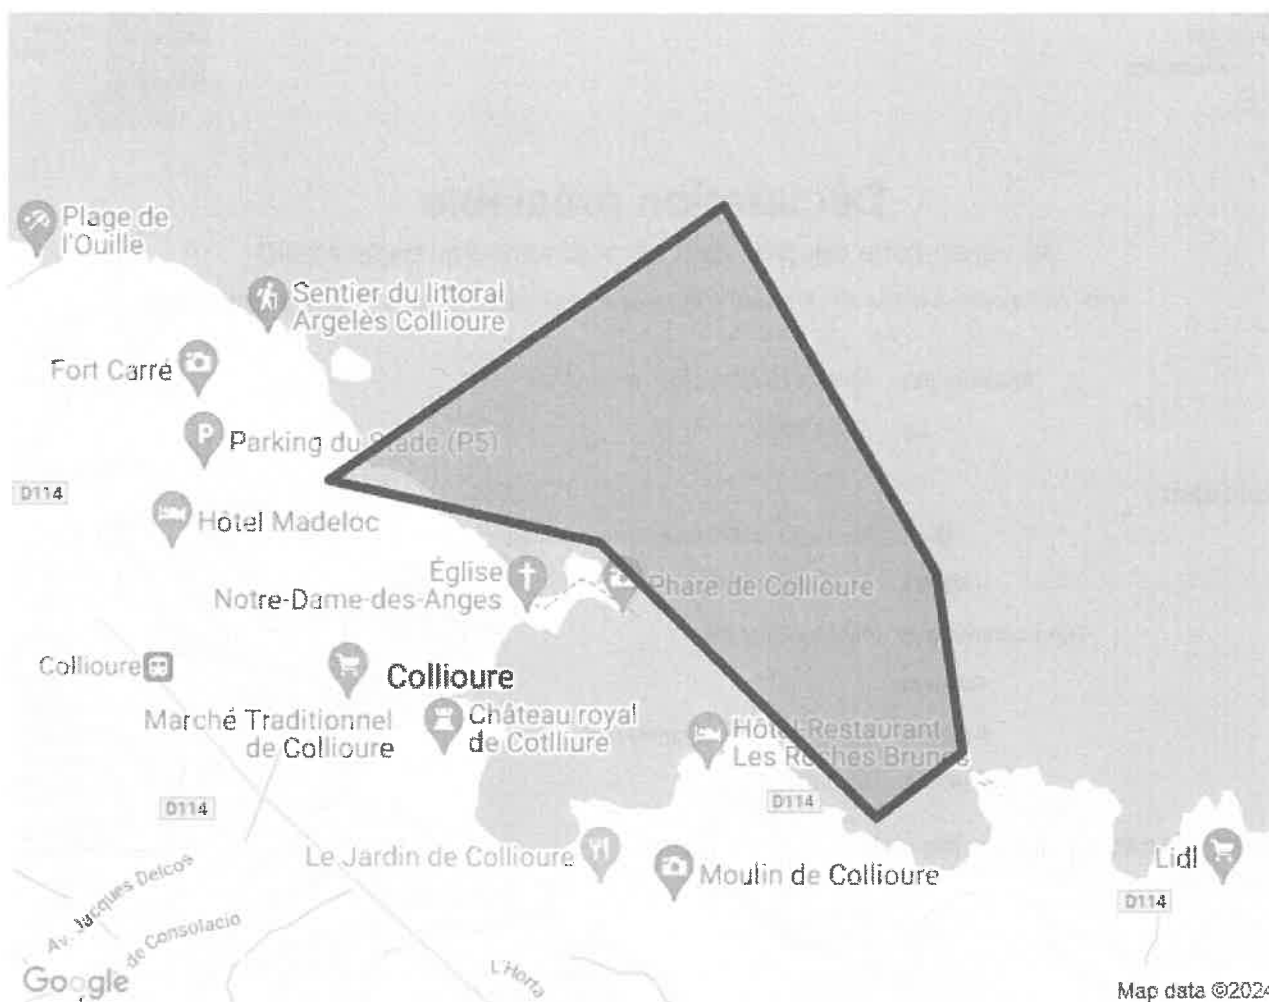 Plage de
l'Ouille
Sentier du littoral
Argelès Collioure
Fort Carré
Parking du Stade (P5)
D114
Hôtel Madeloc
Église
Notre-Dame-des-Anges
Phare de Collioure
Collioure
Collioure
Marché Traditionnel
de Collioure
Château royal
de Cotlliure
Hôtel-Restaurant
Les Roches Brunes
D114
D114
Le Jardin de Collioure
Moulin de Collioure
Lidl
D114
Av. Jacques Delcos
de Consolacio
L'Horta
Google
Map data ©2024